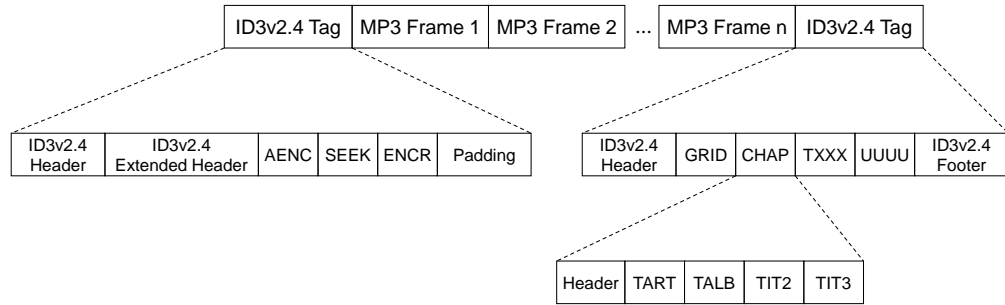 ID3v2.4 Tag MP3 Frame 1 MP3 Frame 2 ... MP3 Frame n ID3v2.4 Tag
ID3v2.4 Header ID3v2.4 Extended Header AENC SEEK ENCR Padding
ID3v2.4 Header GRID CHAP TXXX UUUU ID3v2.4 Footer
Header TART TALB TIT2 TIT3